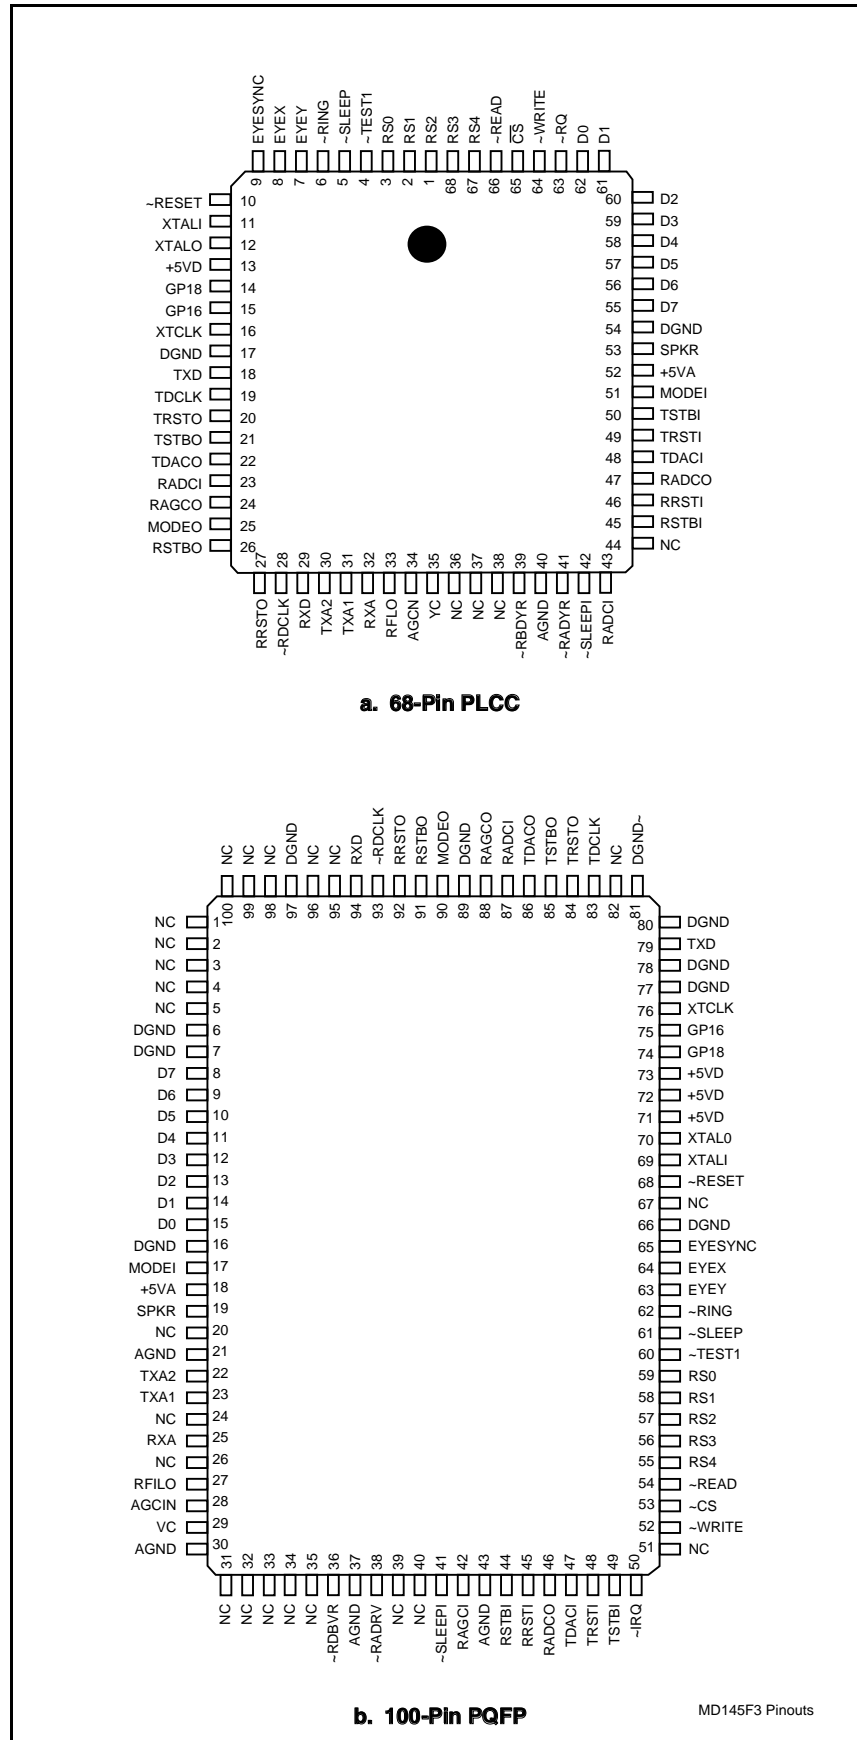 EYESYNC
EYEX
EYEY
~RING
~SLEEP
~TEST1
RS0
RS1
RS2
RS3
RS4
~READ
CS
~WRITE
~RQ
D0
D1
9 8 7 6 5 4 3 2 1 68 67 66 65 64 63 62 61
~RESET 10
XTALI 11
XTALO 12
+5VD 13
GP18 14
GP16 15
XTCLK 16
DGND 17
TXD 18
TDCLK 19
TRSTO 20
TSTBO 21
TDACO 22
RADCI 23
RAGCO 24
MODEO 25
RSTBO 26
60 D2
59 D3
58 D4
57 D5
56 D6
55 D7
54 DGND
53 SPKR
52 +5VA
51 MODEI
50 TSTBI
49 TRSTI
48 TDACI
47 RADCO
46 RRSTI
45 RSTBI
44 NC
27 28 29 30 31 32 33 34 35 36 37 38 39 40 41 42 43
RRSTO
~RDCLK
RXD
TXA2
TXA1
RXA
RFLO
AGCN
YC
NC
NC
NC
~RBDYR
AGND
~RADYR
~SLEEPI
RADCI
a. 68-Pin PLCC
NC
NC
NC
DGND
NC
NC
RXD
~RDCLK
RRSTO
RSTBO
MODEO
DGND
RAGCO
RADCI
TDACO
TSTBO
TRSTO
TDCLK
NC
DGND~
100 99 98 97 96 95 94 93 92 91 90 89 88 87 86 85 84 83 82 81
NC 1
NC 2
NC 3
NC 4
NC 5
DGND 6
DGND 7
D7 8
D6 9
D5 10
D4 11
D3 12
D2 13
D1 14
D0 15
DGND 16
MODEI 17
+5VA 18
SPKR 19
NC 20
AGND 21
TXA2 22
TXA1 23
NC 24
RXA 25
NC 26
RFILO 27
AGCIN 28
VC 29
AGND 30
80 DGND
79 TXD
78 DGND
77 DGND
76 XTCLK
75 GP16
74 GP18
73 +5VD
72 +5VD
71 +5VD
70 XTAL0
69 XTALI
68 ~RESET
67 NC
66 DGND
65 EYESYNC
64 EYEX
63 EYEY
62 ~RING
61 ~SLEEP
60 ~TEST1
59 RS0
58 RS1
57 RS2
56 RS3
55 RS4
54 ~READ
53 ~CS
52 ~WRITE
51 NC
31 32 33 34 35 36 37 38 39 40 41 42 43 44 45 46 47 48 49 50
NC
NC
NC
NC
NC
~RDBVR
AGND
~RADRV
NC
NC
~SLEEPI
RAGCI
AGND
RSTBI
RRSTI
RADCO
TDACI
TRSTI
TSTBI
~IRQ
b. 100-Pin PQFP
MD145F3 Pinouts